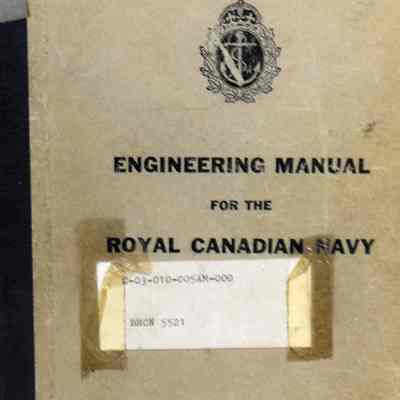 ENGINEERING MANUAL
FOR THE
ROYAL CANADIAN NAVY
D-03-010-005AM-000
BRCN 5521